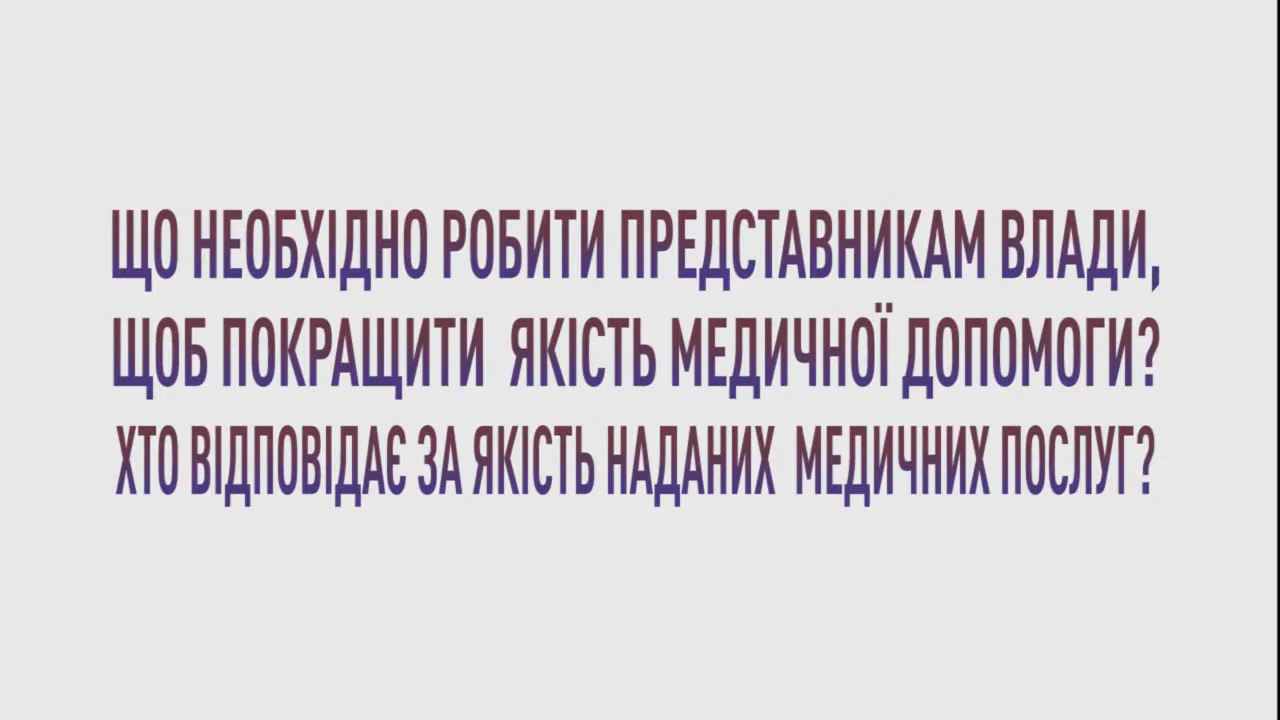 ЩО НЕОБХІДНО РОБИТИ ПРЕДСТАВНИКАМ ВЛАДИ,
ЩОБ ПОКРАЩИТИ ЯКІСТЬ МЕДИЧНОЇ ДОПОМОГИ?
ХТО ВІДПОВІДАЄ ЗА ЯКІСТЬ НАДАНИХ МЕДИЧНИХ ПОСЛУГ?